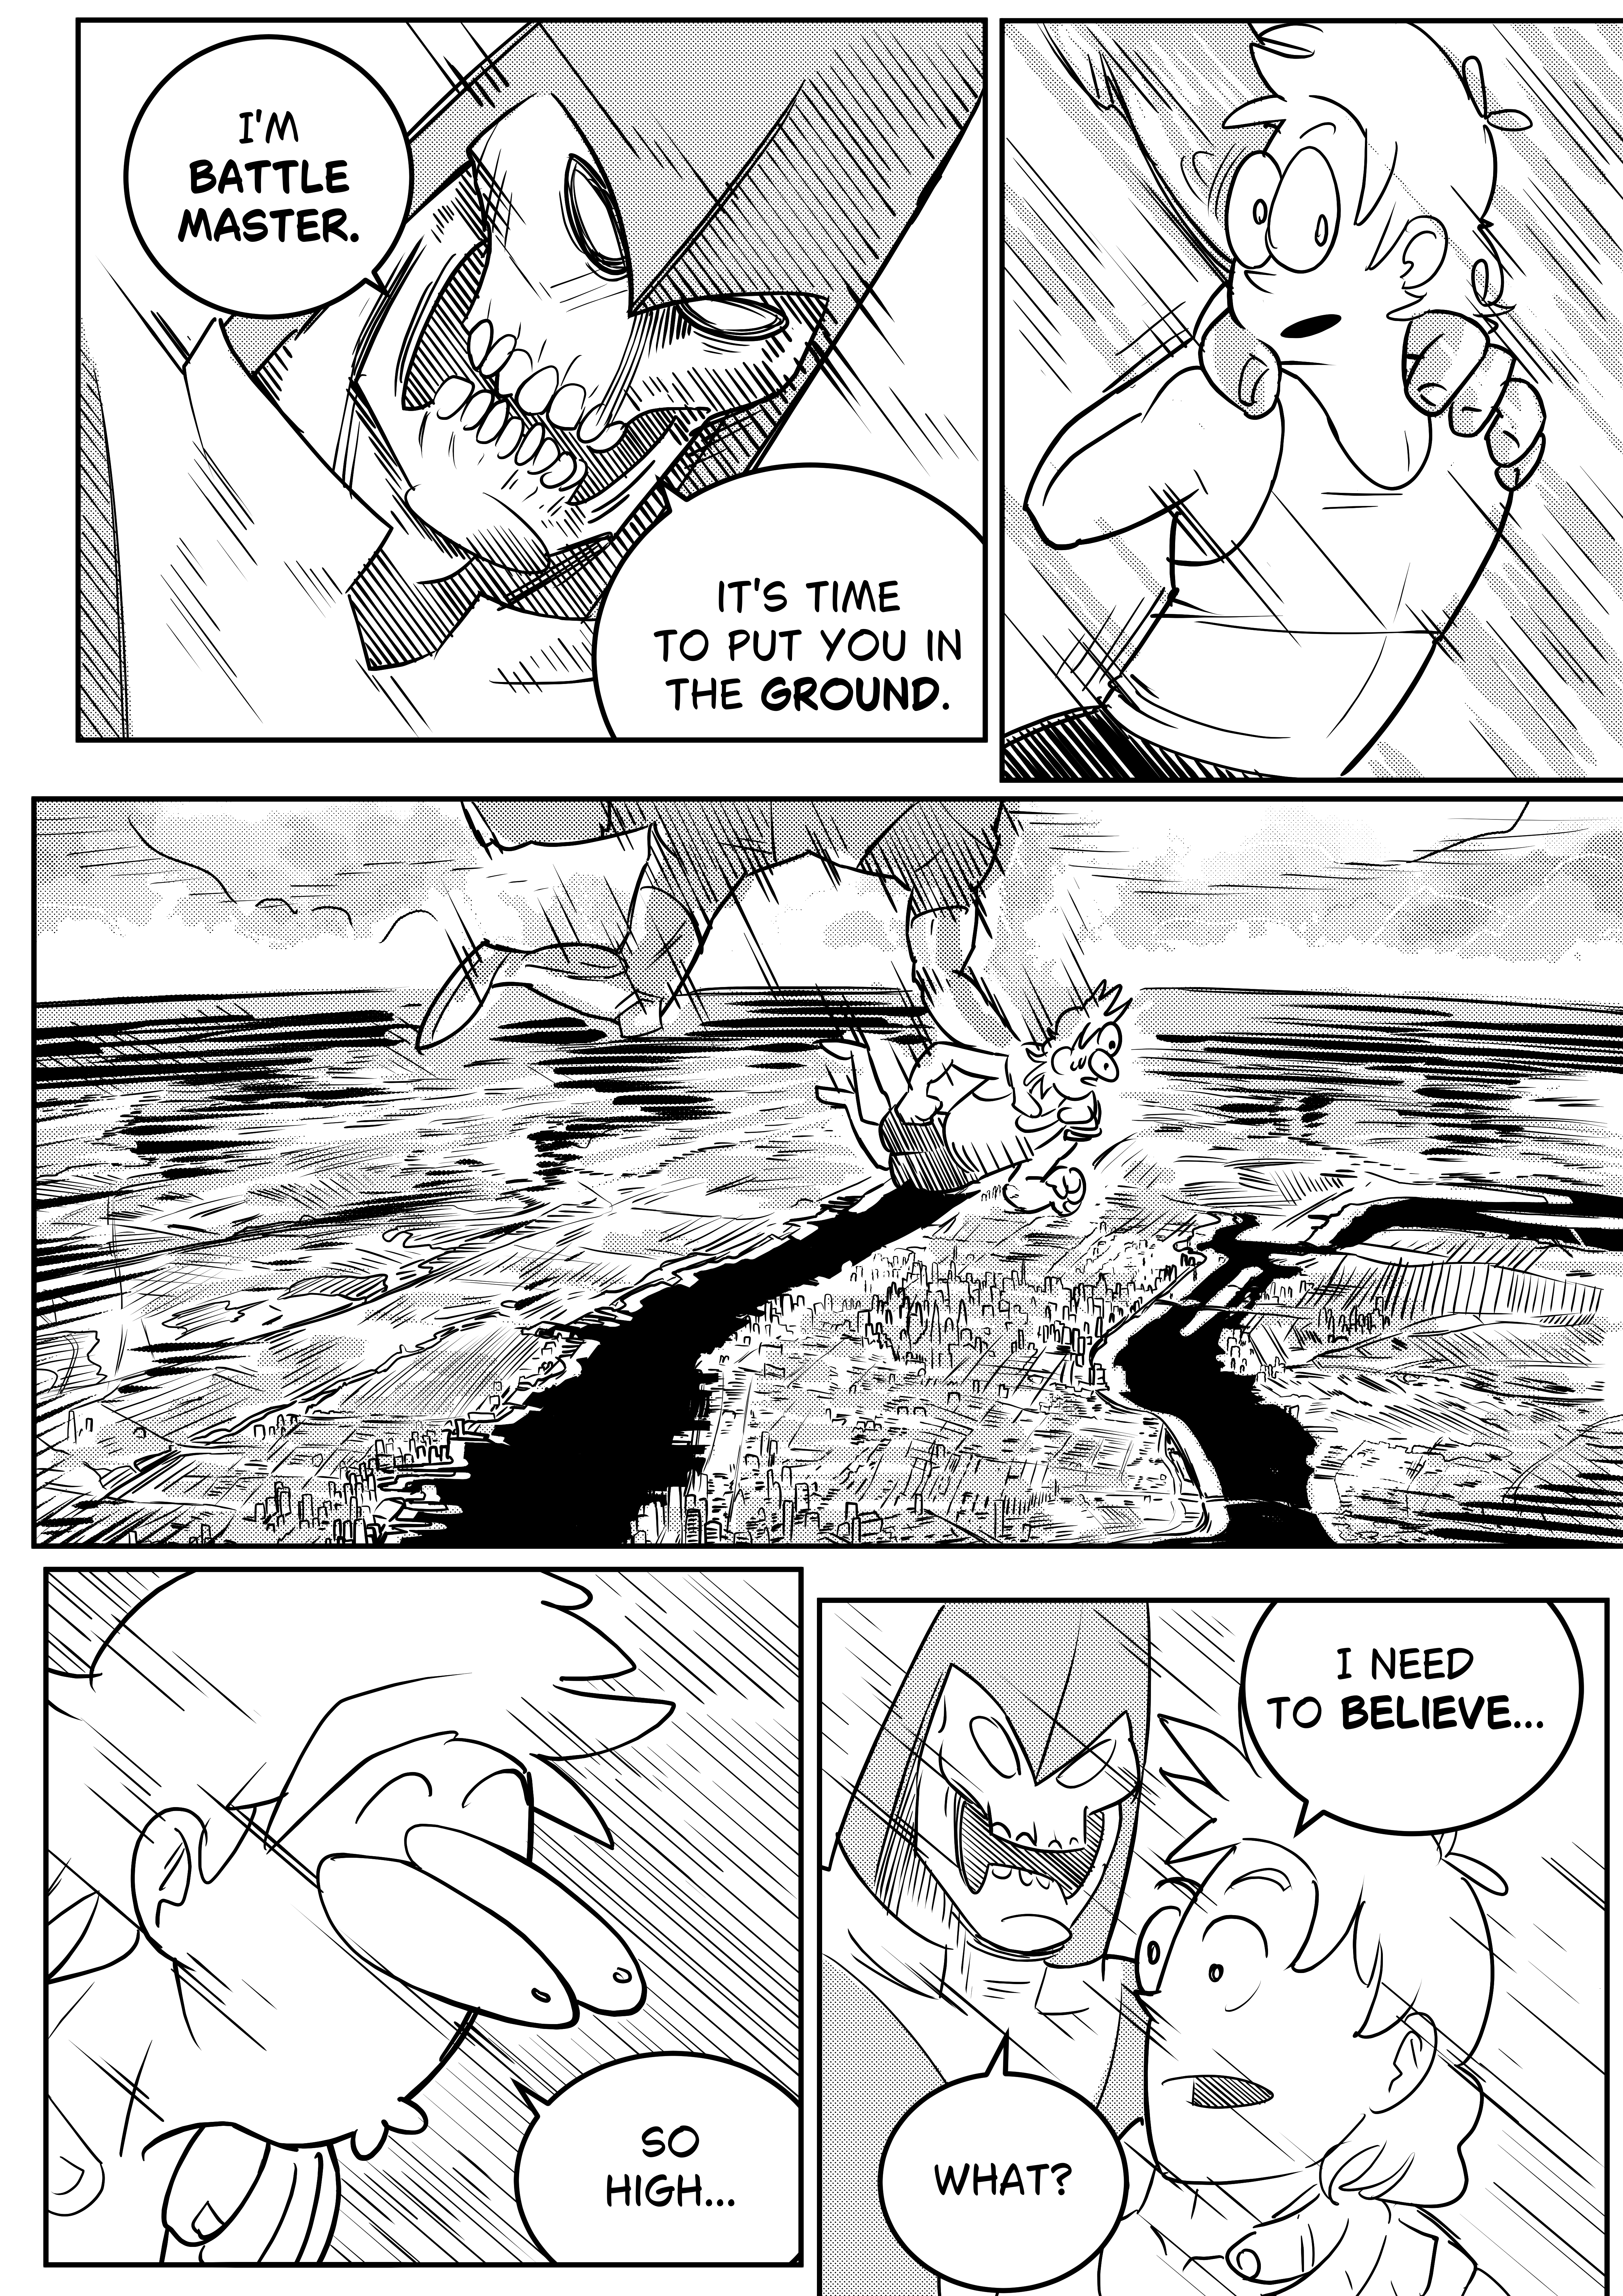 I'M
BATTLE
MASTER.
IT'S TIME
TO PUT YOU IN
THE GROUND.
SO
HIGH...
I NEED
TO BELIEVE...
WHAT?